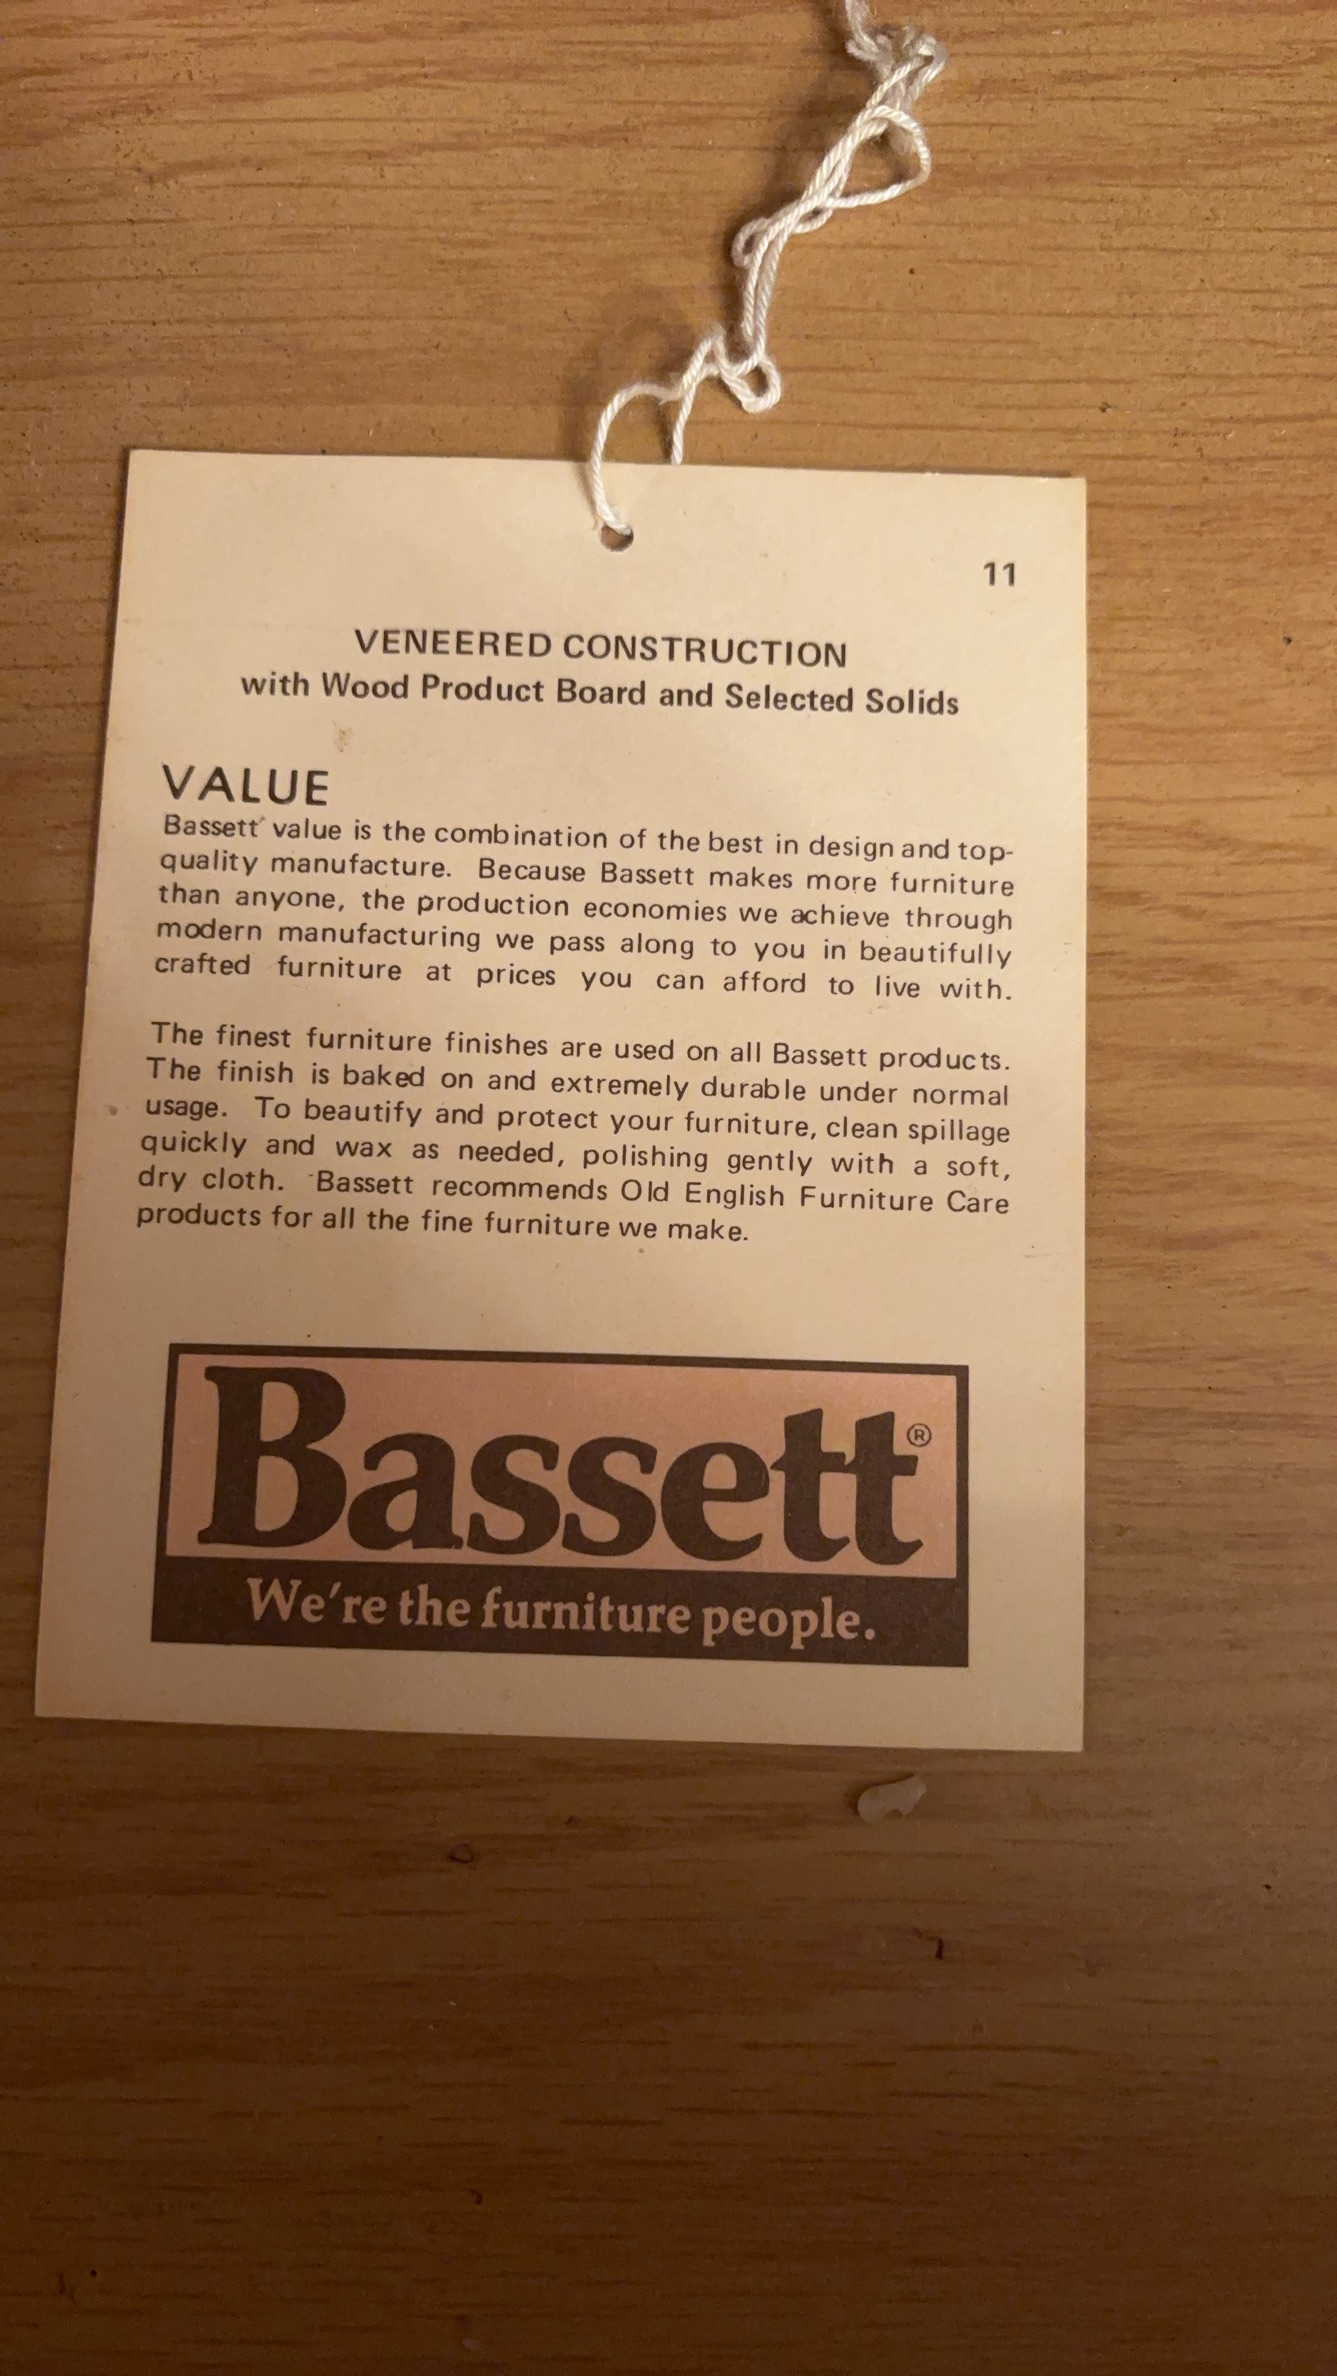 11
VENEERED CONSTRUCTION
with Wood Product Board and Selected Solids
VALUE
Bassett value is the combination of the best in design and top-
quality manufacture. Because Bassett makes more furniture
than anyone, the production economies we achieve through
modern manufacturing we pass along to you in beautifully
crafted furniture at prices you can afford to live with.
The finest furniture finishes are used on all Bassett products.
The finish is baked on and extremely durable under normal
usage. To beautify and protect your furniture, clean spillage
quickly and wax as needed, polishing gently with a soft,
dry cloth. Bassett recommends Old English Furniture Care
products for all the fine furniture we make.
Bassett®
We're the furniture people.